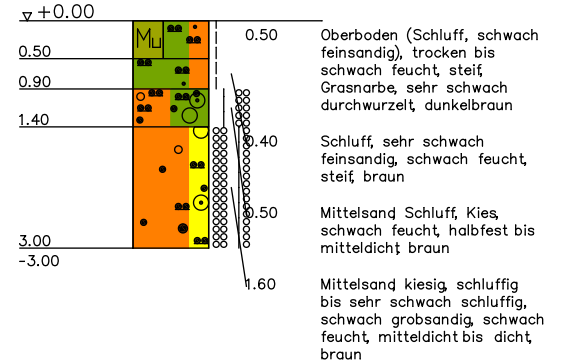 +0.00
Mu
0.50
0.90
1.40
3.00
-3.00
0.50
0.40
0.50
1.60
Oberboden (Schluff, schwach
feinsandig), trocken bis
schwach feucht, steif,
Grasnarbe, sehr schwach
durchwurzelt, dunkelbraun
Schluff, sehr schwach
feinsandig, schwach feucht,
steif, braun
Mittelsand, Schluff, Kies,
schwach feucht, halbfest bis
mitteldicht, braun
Mittelsand, kiesig, schluffig
bis sehr schwach schluffig,
schwach grobsandig, schwach
feucht, mitteldicht bis dicht,
braun